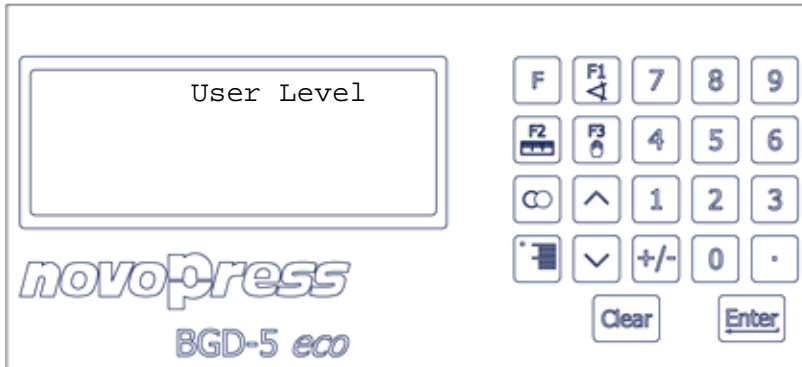 User Level
F F1 7 8 9
F2 F3 4 5 6
1 2 3
+/- 0 .
Clear Enter
novopress
BGD-5 eco